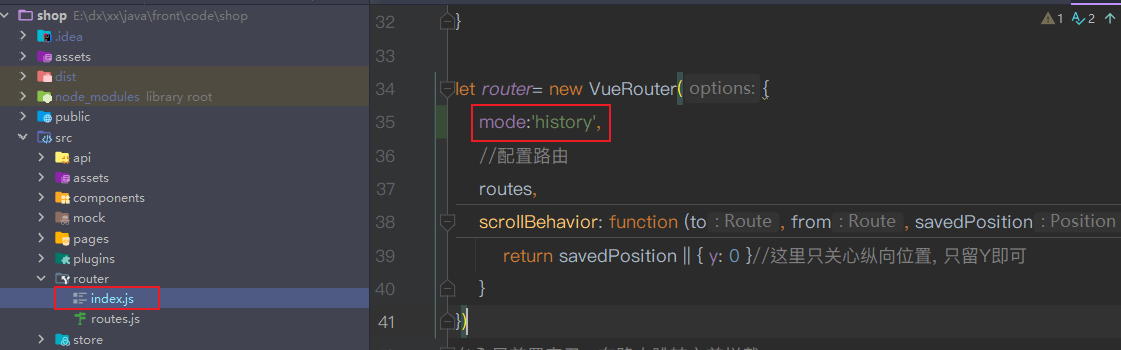 shop E:\dx\xx\java\front\code\shop
.idea
assets
dist
node_modules library root
public
src
api
assets
components
mock
pages
plugins
router
index.js
routes.js
store
1 2
32 }
33
34 let router= new VueRouter( options: {
35 mode:'history',
36 //配置路由
37 routes,
38 scrollBehavior: function (to : Route , from : Route , savedPosition : Position
39 return savedPosition || { y: 0 }//这里只关心纵向位置, 只留Y即可
40 }
41 })